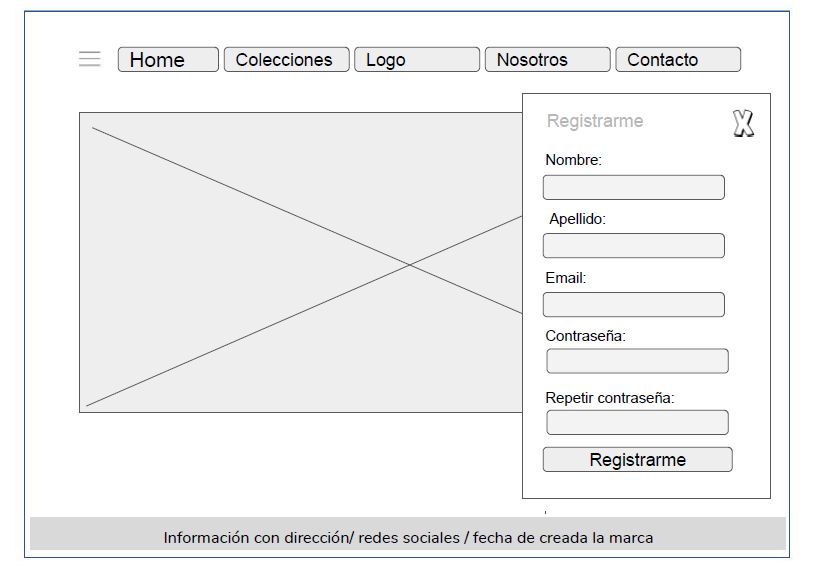 Home Colecciones Logo Nosotros Contacto
Registrarme X
Nombre:
Apellido:
Email:
Contraseña:
Repetir contraseña:
Registrarme
Información con dirección/ redes sociales / fecha de creada la marca